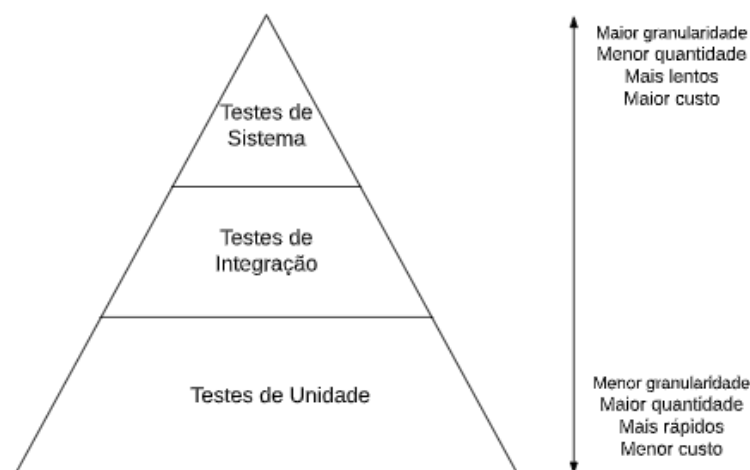 Testes de
Sistema
Testes de
Integração
Testes de Unidade
Maior granularidade
Menor quantidade
Mais lentos
Maior custo
Menor granularidade
Maior quantidade
Mais rápidos
Menor custo